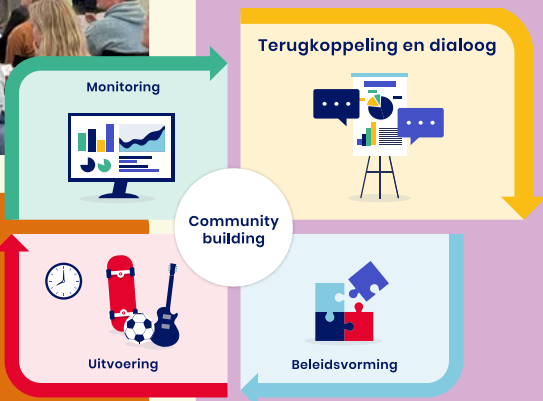 Terugkoppeling en dialoog
Monitoring
Community
building
Uitvoering
Beleidsvorming